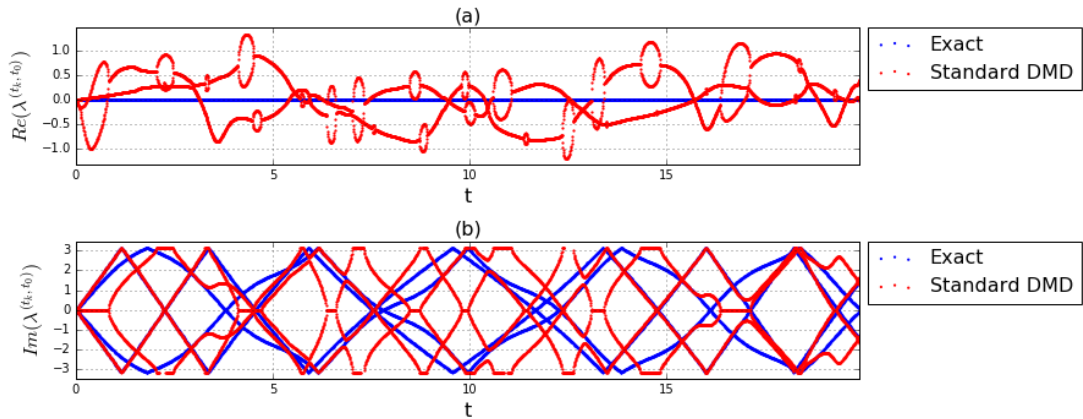 (a)
1.0
0.5
0.0
−0.5
−1.0
Re(λ^(t_k, t_0))
0 5 10 15
t
Exact
Standard DMD
(b)
3
2
1
0
−1
−2
−3
Im(λ^(t_k, t_0))
0 5 10 15
t
Exact
Standard DMD